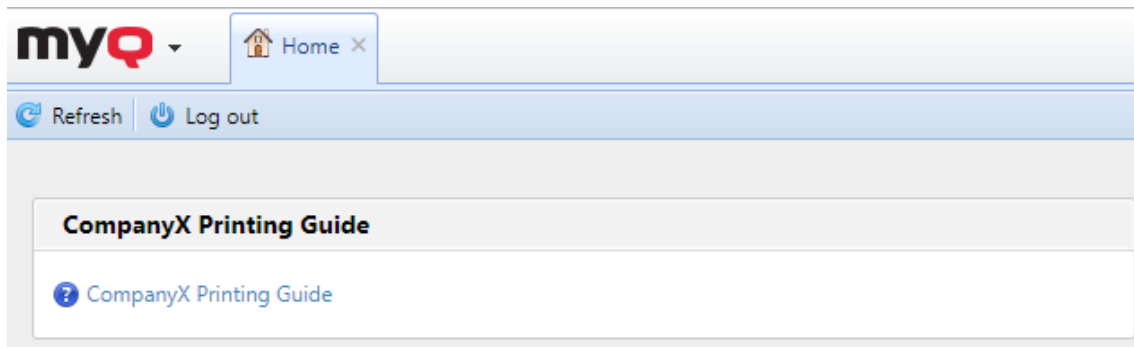 myQ
Home
Refresh Log out
CompanyX Printing Guide
CompanyX Printing Guide